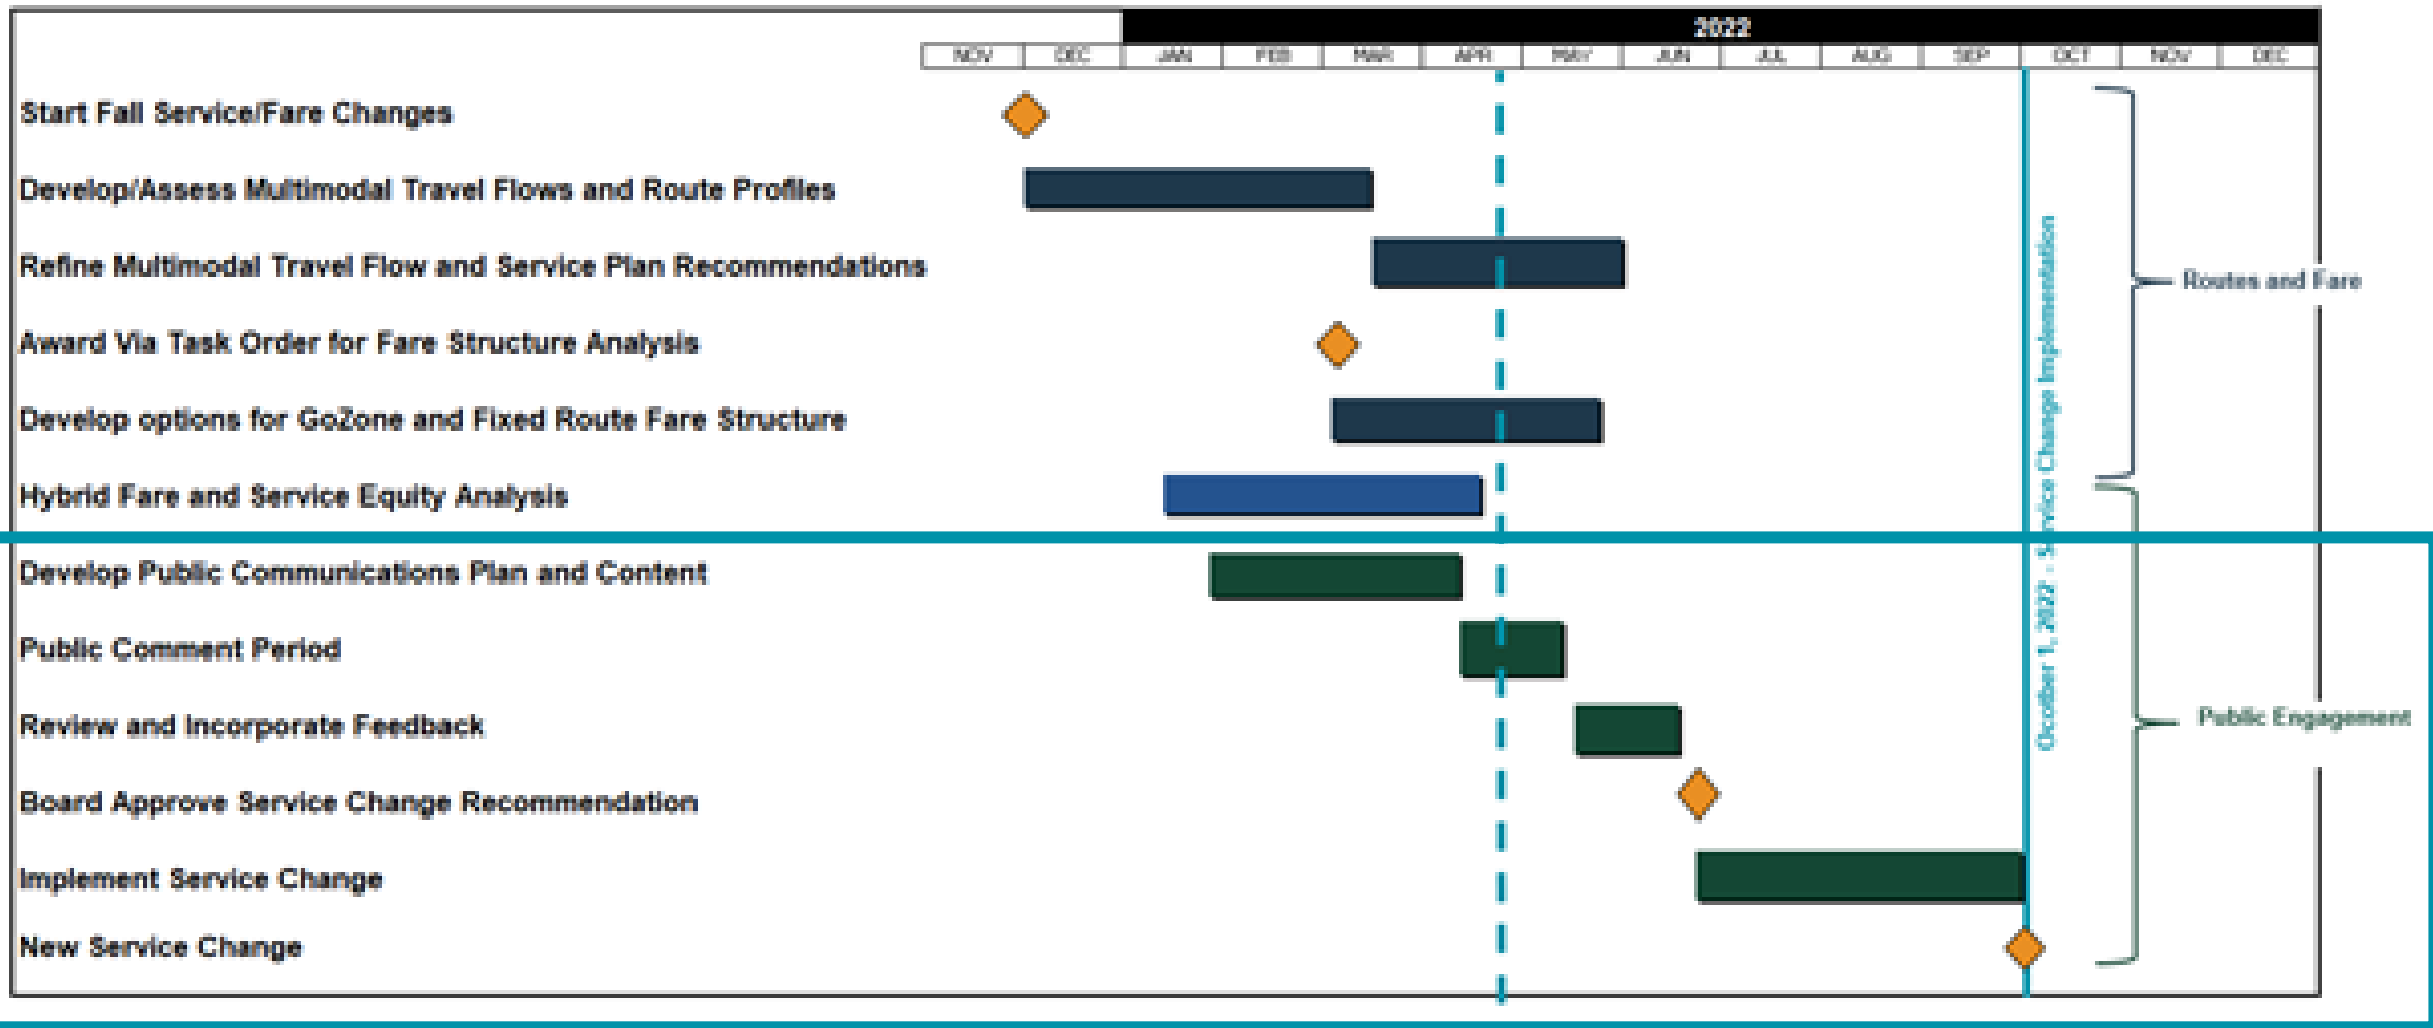 2022
NOV DEC JAN FEB MAR APR MAY JUN JUL AUG SEP OCT NOV DEC
Start Fall Service/Fare Changes
Develop/Assess Multimodal Travel Flows and Route Profiles
Refine Multimodal Travel Flow and Service Plan Recommendations
Award Via Task Order for Fare Structure Analysis
Develop options for GoZone and Fixed Route Fare Structure
Hybrid Fare and Service Equity Analysis
Develop Public Communications Plan and Content
Public Comment Period
Review and Incorporate Feedback
Board Approve Service Change Recommendation
Implement Service Change
New Service Change
October 1, 2022 - Service Change Implementation
Routes and Fare
Public Engagement